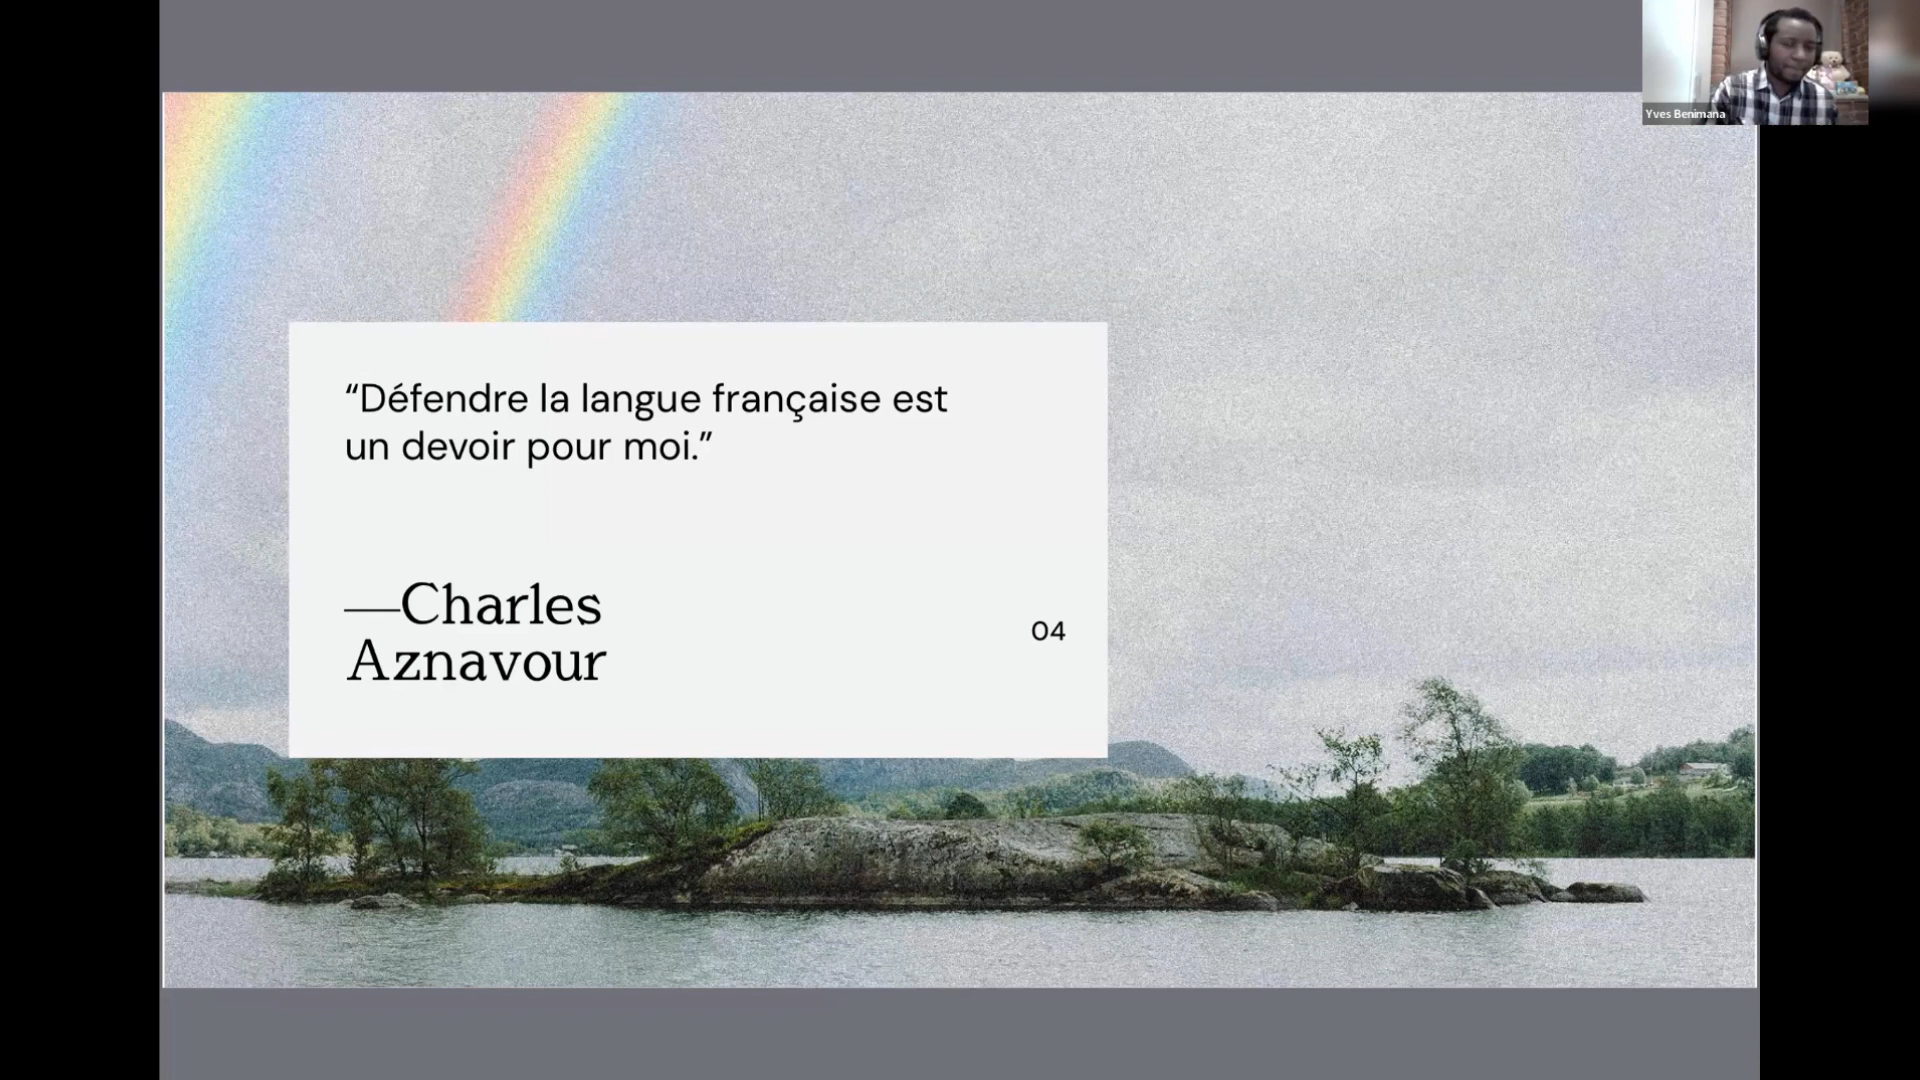 Yves Benimana
“Défendre la langue française est
un devoir pour moi.”
—Charles
Aznavour
04